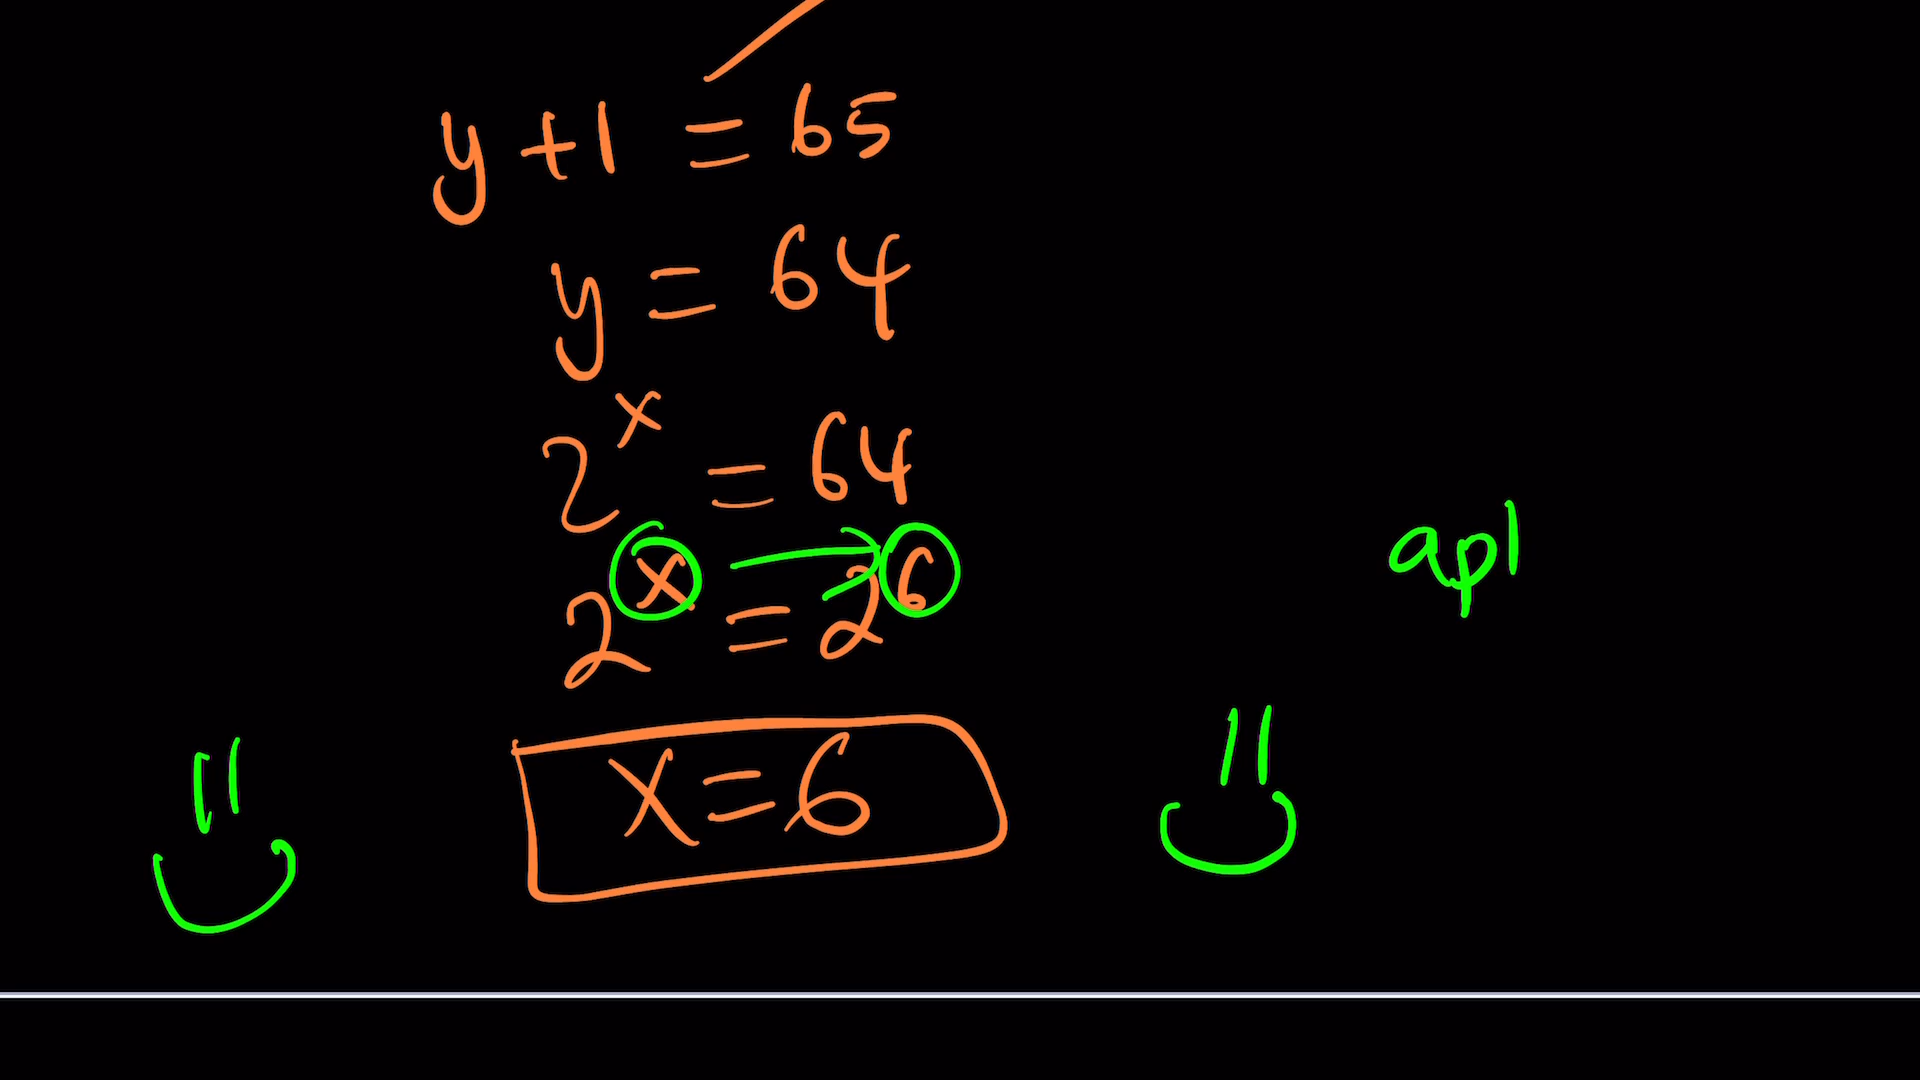 y+1 = 65
y = 64
2^x = 64
2^x = 2^6
apl
x=6